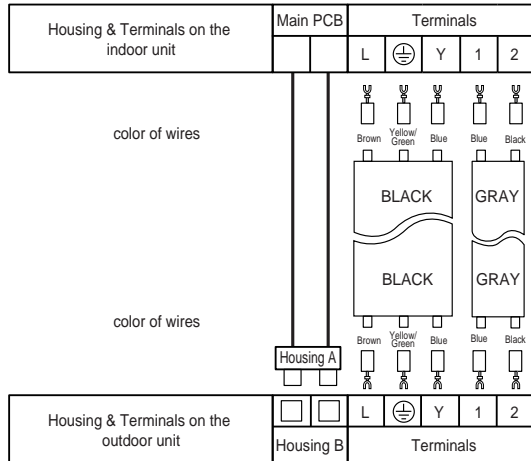 Housing & Terminals on the
indoor unit
Main PCB
Terminals
L Y 1 2
color of wires
Brown Yellow/
Green Blue Blue Black
BLACK GRAY
BLACK GRAY
color of wires
Brown Yellow/
Green Blue Blue Black
Housing A
Housing & Terminals on the
outdoor unit
L Y 1 2
Housing B
Terminals